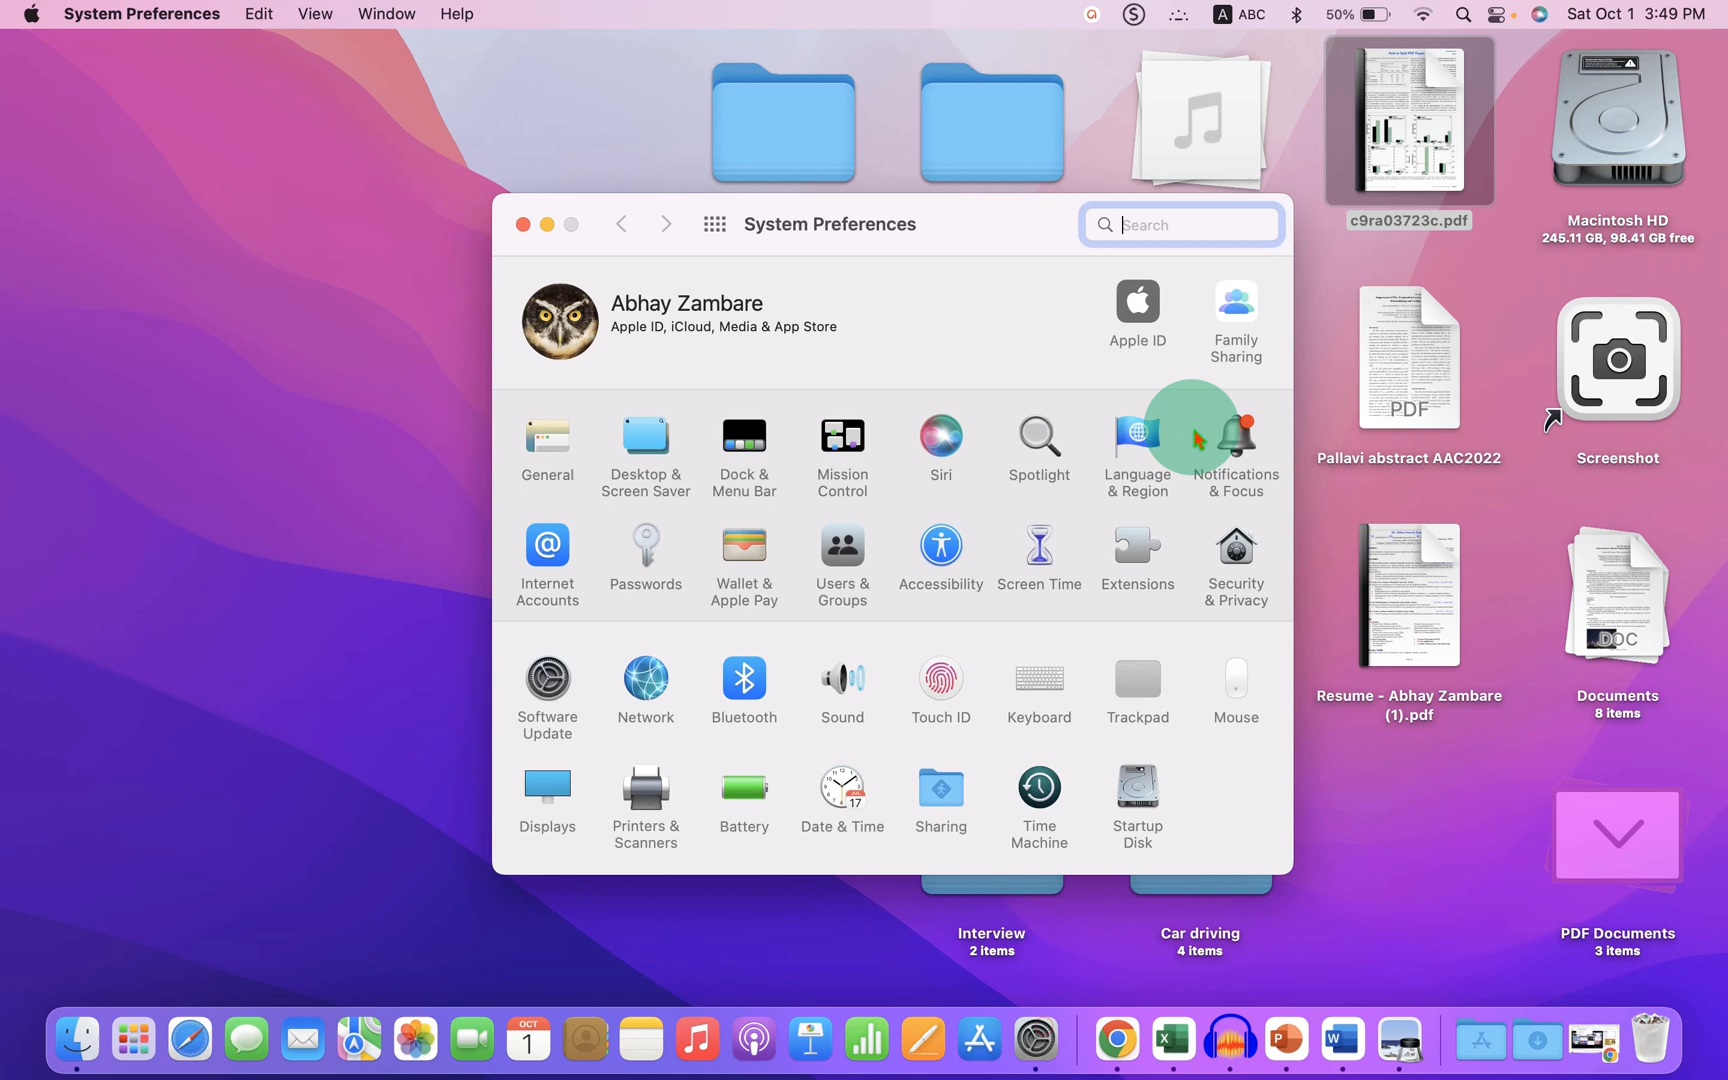 System Preferences Edit View Window Help
A ABC 50% Sat Oct 1 3:49 PM
c9ra03723c.pdf
Macintosh HD
245.11 GB, 98.41 GB free
System Preferences
Search
Abhay Zambare
Apple ID, iCloud, Media & App Store
Apple ID
Family
Sharing
PDF
Pallavi abstract AAC2022
Screenshot
General
Desktop &
Screen Saver
Dock &
Menu Bar
Mission
Control
Siri
Spotlight
Language
& Region
Notifications
& Focus
Internet
Accounts
Passwords
Wallet &
Apple Pay
Users &
Groups
Accessibility
Screen Time
Extensions
Security
& Privacy
DOC
Resume - Abhay Zambare
(1).pdf
Documents
8 items
Software
Update
Network
Bluetooth
Sound
Touch ID
Keyboard
Trackpad
Mouse
JUL
17
Displays
Printers &
Scanners
Battery
Date & Time
Sharing
Time
Machine
Startup
Disk
Interview
2 items
Car driving
4 items
PDF Documents
3 items
OCT
1
X
P
W